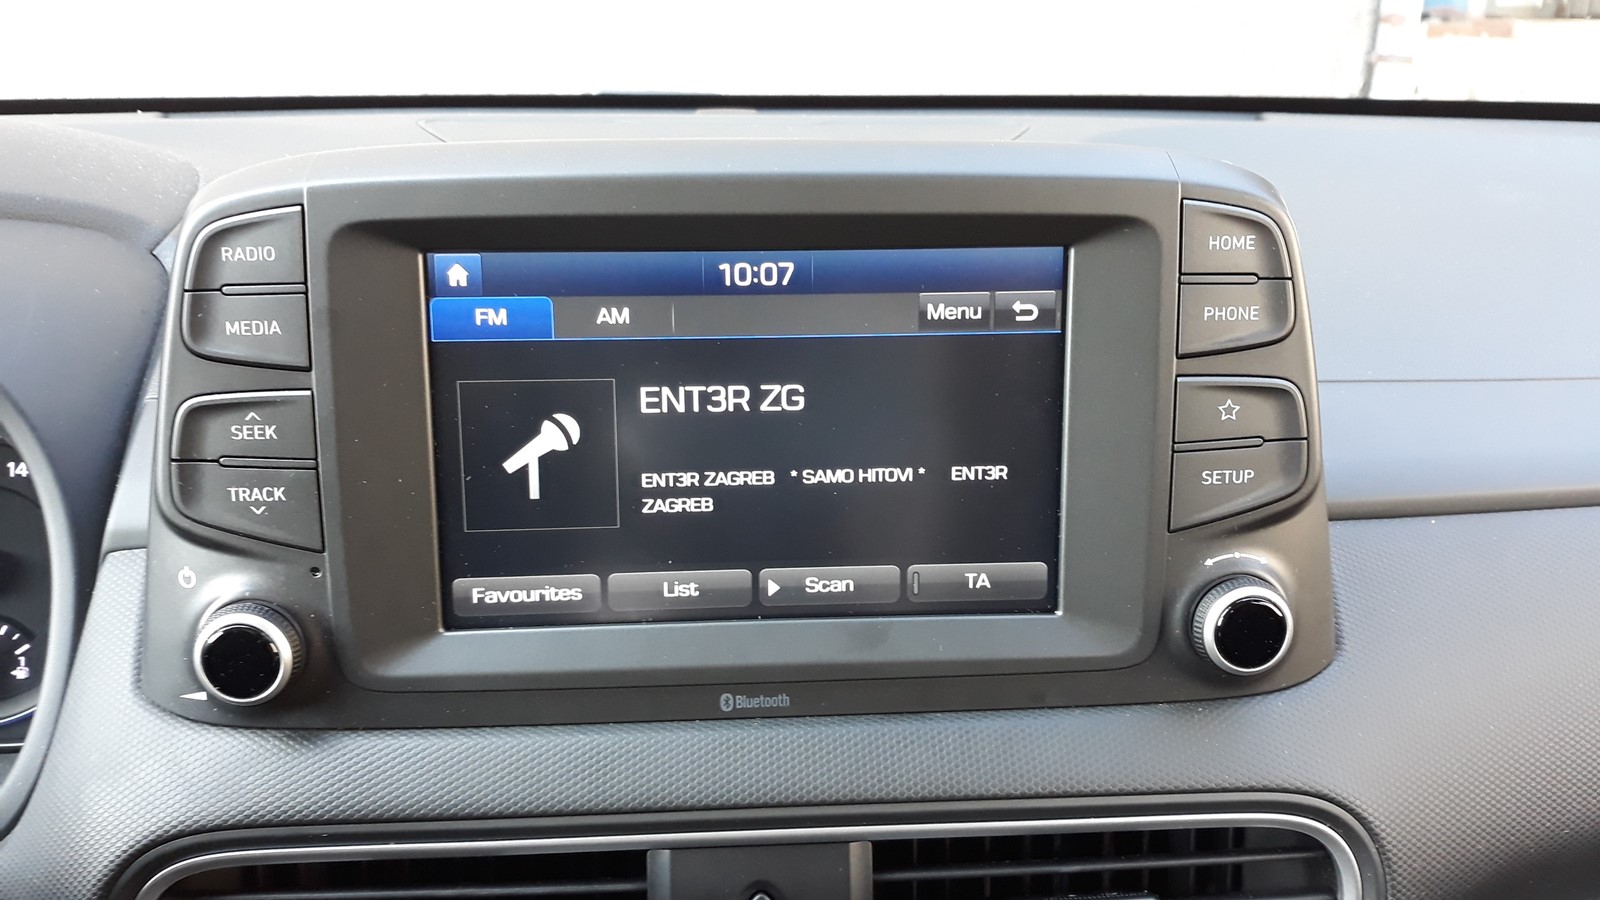 RADIO
MEDIA
SEEK
TRACK
10:07
FM AM Menu
ENT3R ZG
ENT3R ZAGREB * SAMO HITOVI * ENT3R
ZAGREB
Favourites List Scan TA
HOME
PHONE
SETUP
Bluetooth
14
1